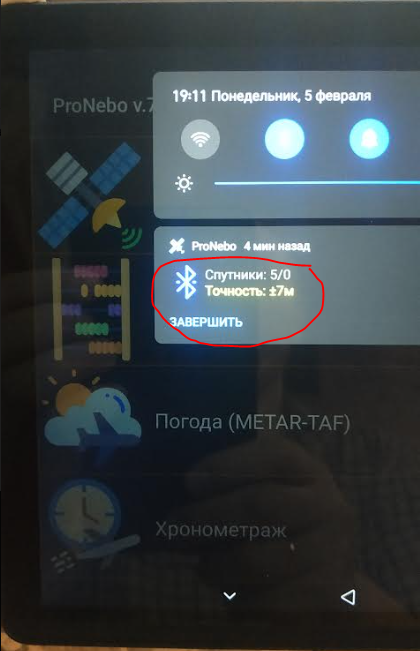 ProNebo v.7
19:11 Понедельник, 5 февраля
ProNebo 4 мин назад
Спутники: 5/0
Точность: ±7м
ЗАВЕРШИТЬ
Погода (METAR-TAF)
Хронометраж